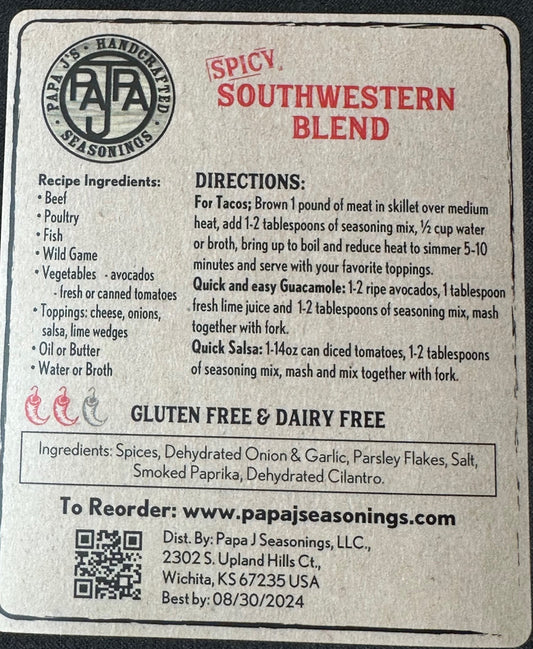 PAPA J'S · HANDCRAFTED · SEASONINGS ·
PAJPA
SPICY
SOUTHWESTERN
BLEND
Recipe Ingredients:
• Beef
• Poultry
• Fish
• Wild Game
• Vegetables - avocados
- fresh or canned tomatoes
• Toppings: cheese, onions,
salsa, lime wedges
• Oil or Butter
• Water or Broth
DIRECTIONS:
For Tacos; Brown 1 pound of meat in skillet over medium
heat, add 1-2 tablespoons of seasoning mix, ½ cup water
or broth, bring up to boil and reduce heat to simmer 5-10
minutes and serve with your favorite toppings.
Quick and easy Guacamole: 1-2 ripe avocados, 1 tablespoon
fresh lime juice and 1-2 tablespoons of seasoning mix, mash
together with fork.
Quick Salsa: 1-14oz can diced tomatoes, 1-2 tablespoons
of seasoning mix, mash and mix together with fork.
GLUTEN FREE & DAIRY FREE
Ingredients: Spices, Dehydrated Onion & Garlic, Parsley Flakes, Salt,
Smoked Paprika, Dehydrated Cilantro.
To Reorder: www.papajseasonings.com
Dist. By: Papa J Seasonings, LLC.,
2302 S. Upland Hills Ct.,
Wichita, KS 67235 USA
Best by: 08/30/2024